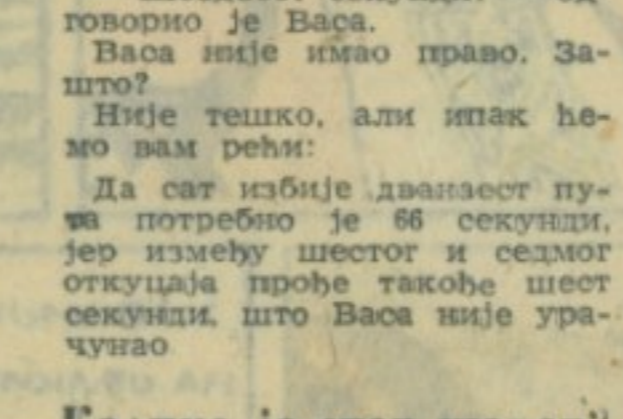 говорио је Васа.
Васа није имао право. За-
што?
Није тешко, али ипак ће-
мо вам рећи:
Да сат избије дванаест пу-
та потребно је 66 секунди,
јер између шестог и седмог
откуцаја прође такође шест
секунди, што Васа није ура-
чунао